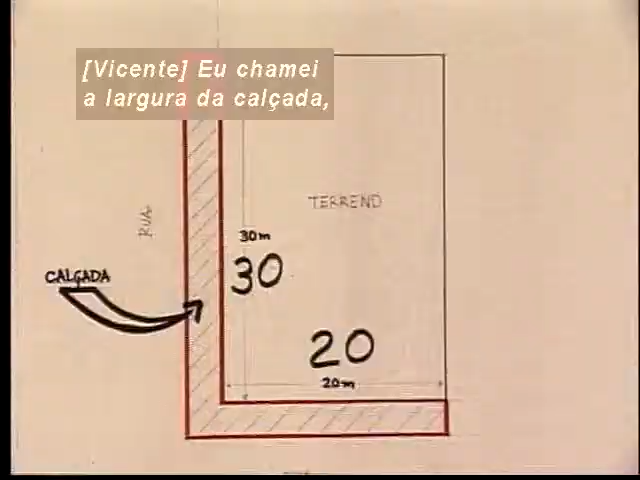 [Vicente] Eu chamei
a largura da calçada,
TERRENO
RUA
30m
30
CALÇADA
20
20m